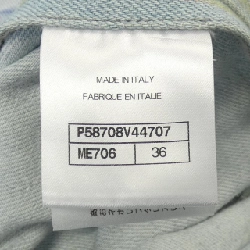 MADE IN ITALY
FABRIQUE EN ITALIE
P58708V44707
ME706 36